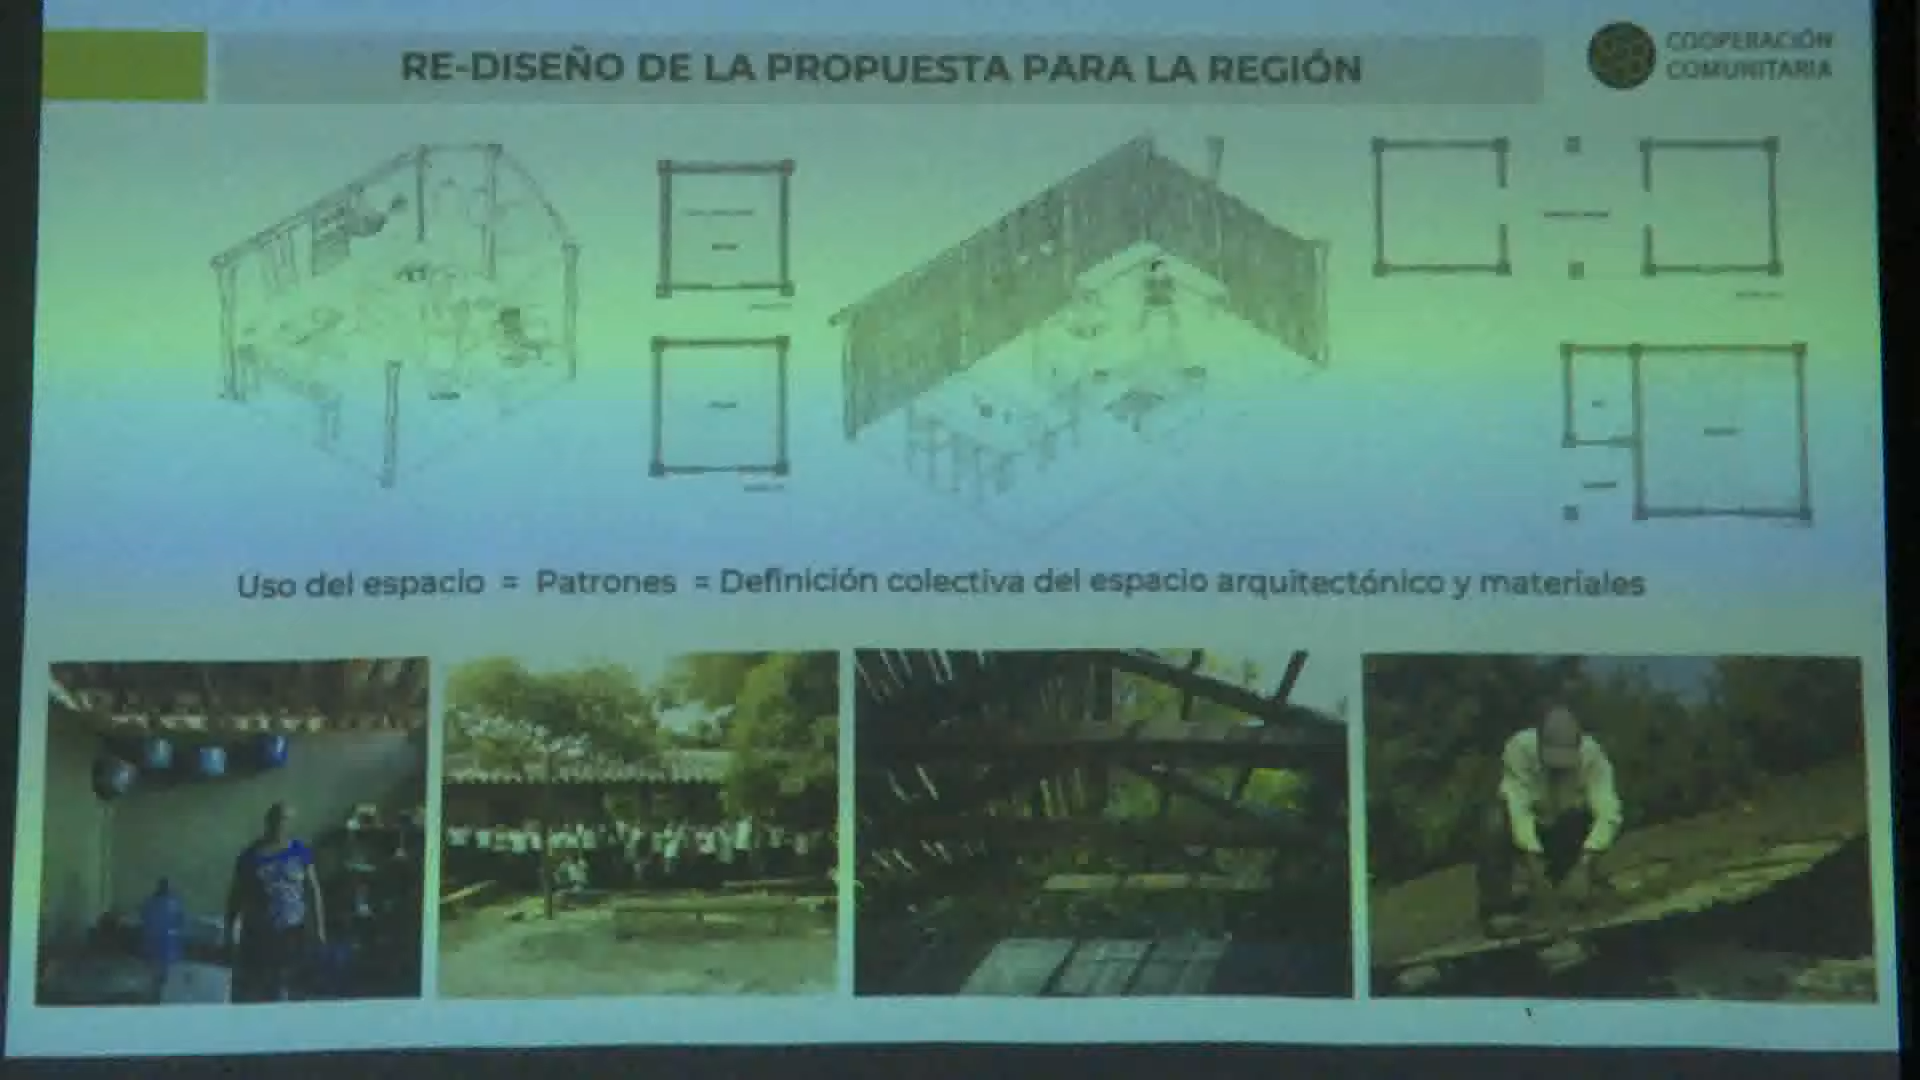 RE-DISEÑO DE LA PROPUESTA PARA LA REGIÓN
COOPERACIÓN
COMUNITARIA
Uso del espacio = Patrones = Definición colectiva del espacio arquitectónico y materiales